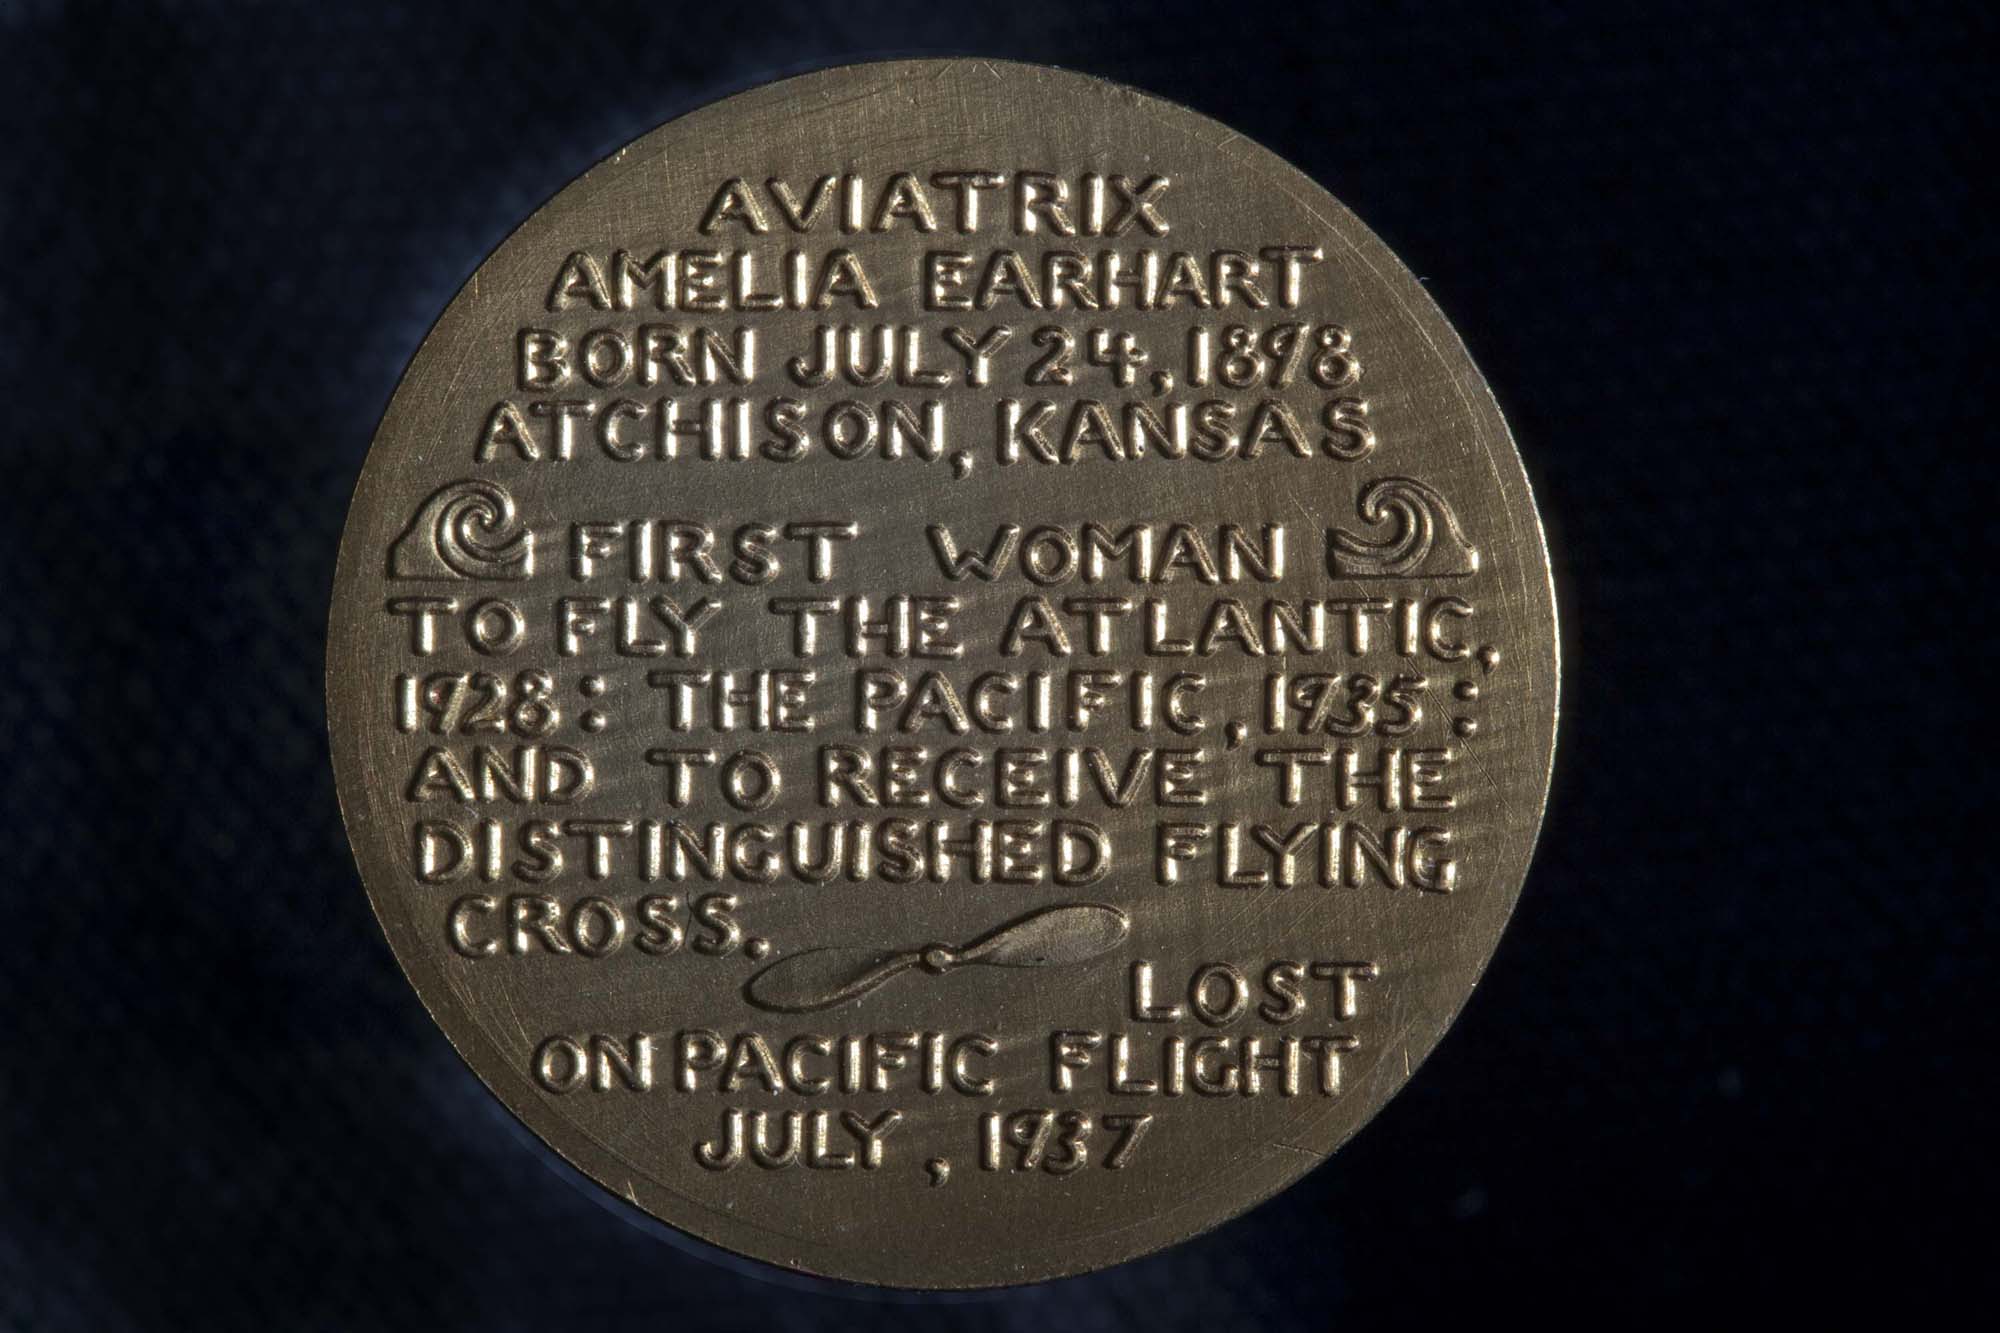 AVIATRIX
AMELIA EARHART
BORN JULY 24, 1898
ATCHISON, KANSAS
FIRST WOMAN
TO FLY THE ATLANTIC,
1928: THE PACIFIC, 1935:
AND TO RECEIVE THE
DISTINGUISHED FLYING
CROSS.
LOST
ON PACIFIC FLIGHT
JULY, 1937